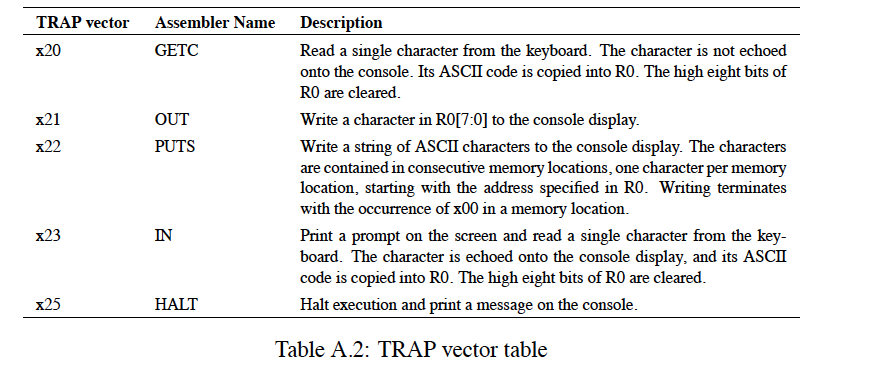 TRAP vector Assembler Name Description
x20 GETC Read a single character from the keyboard. The character is not echoed
onto the console. Its ASCII code is copied into R0. The high eight bits of
R0 are cleared.
x21 OUT Write a character in R0[7:0] to the console display.
x22 PUTS Write a string of ASCII characters to the console display. The characters
are contained in consecutive memory locations, one character per memory
location, starting with the address specified in R0. Writing terminates
with the occurrence of x00 in a memory location.
x23 IN Print a prompt on the screen and read a single character from the key-
board. The character is echoed onto the console display, and its ASCII
code is copied into R0. The high eight bits of R0 are cleared.
x25 HALT Halt execution and print a message on the console.
Table A.2: TRAP vector table